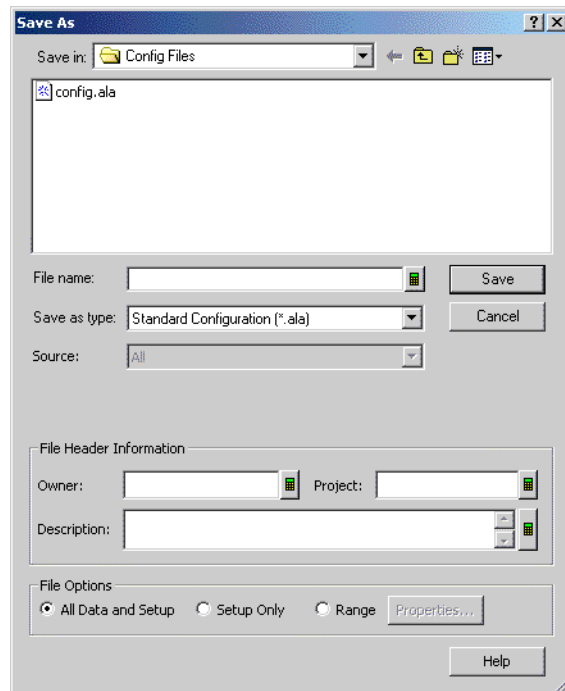 Save As
Save in: Config Files
config.ala
File name: Save
Save as type: Standard Configuration (*.ala) Cancel
Source: All
File Header Information
Owner: Project:
Description:
File Options
All Data and Setup Setup Only Range Properties...
Help